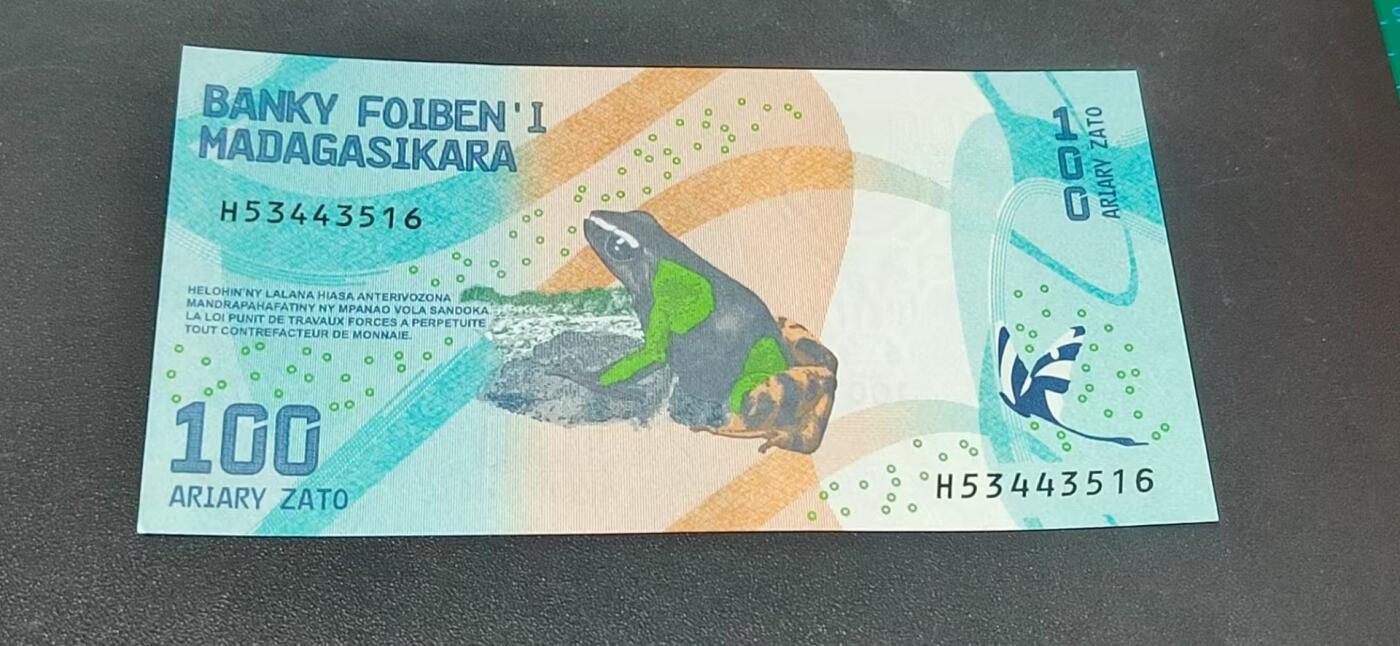 BANKY FOIBEN'I
MADAGASIKARA
H53443516
HELOHIN'NY LALANA HIASA ANTERIVOZONA
MANDRAPAHAFATINY NY MPANAO VOLA SANDOKA
LA LOI PUNIT DE TRAVAUX FORCES A PERPETUITE
TOUT CONTREFACTEUR DE MONNAIE.
100
ARIARY ZATO
100
ARIARY ZATO
H53443516